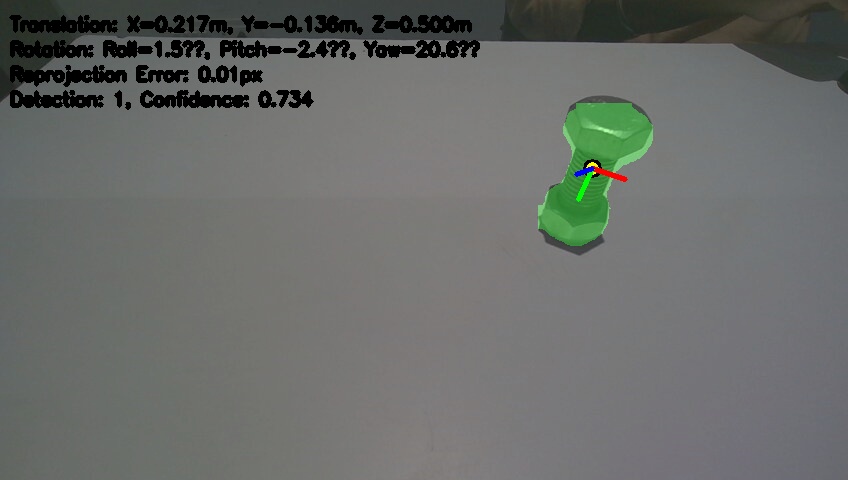 Translation: X=0.217m, Y=-0.136m, Z=0.500m
Rotation: Roll=1.5??, Pitch=-2.4??, Yaw=20.6??
Reprojection Error: 0.01px
Detection: 1, Confidence: 0.734